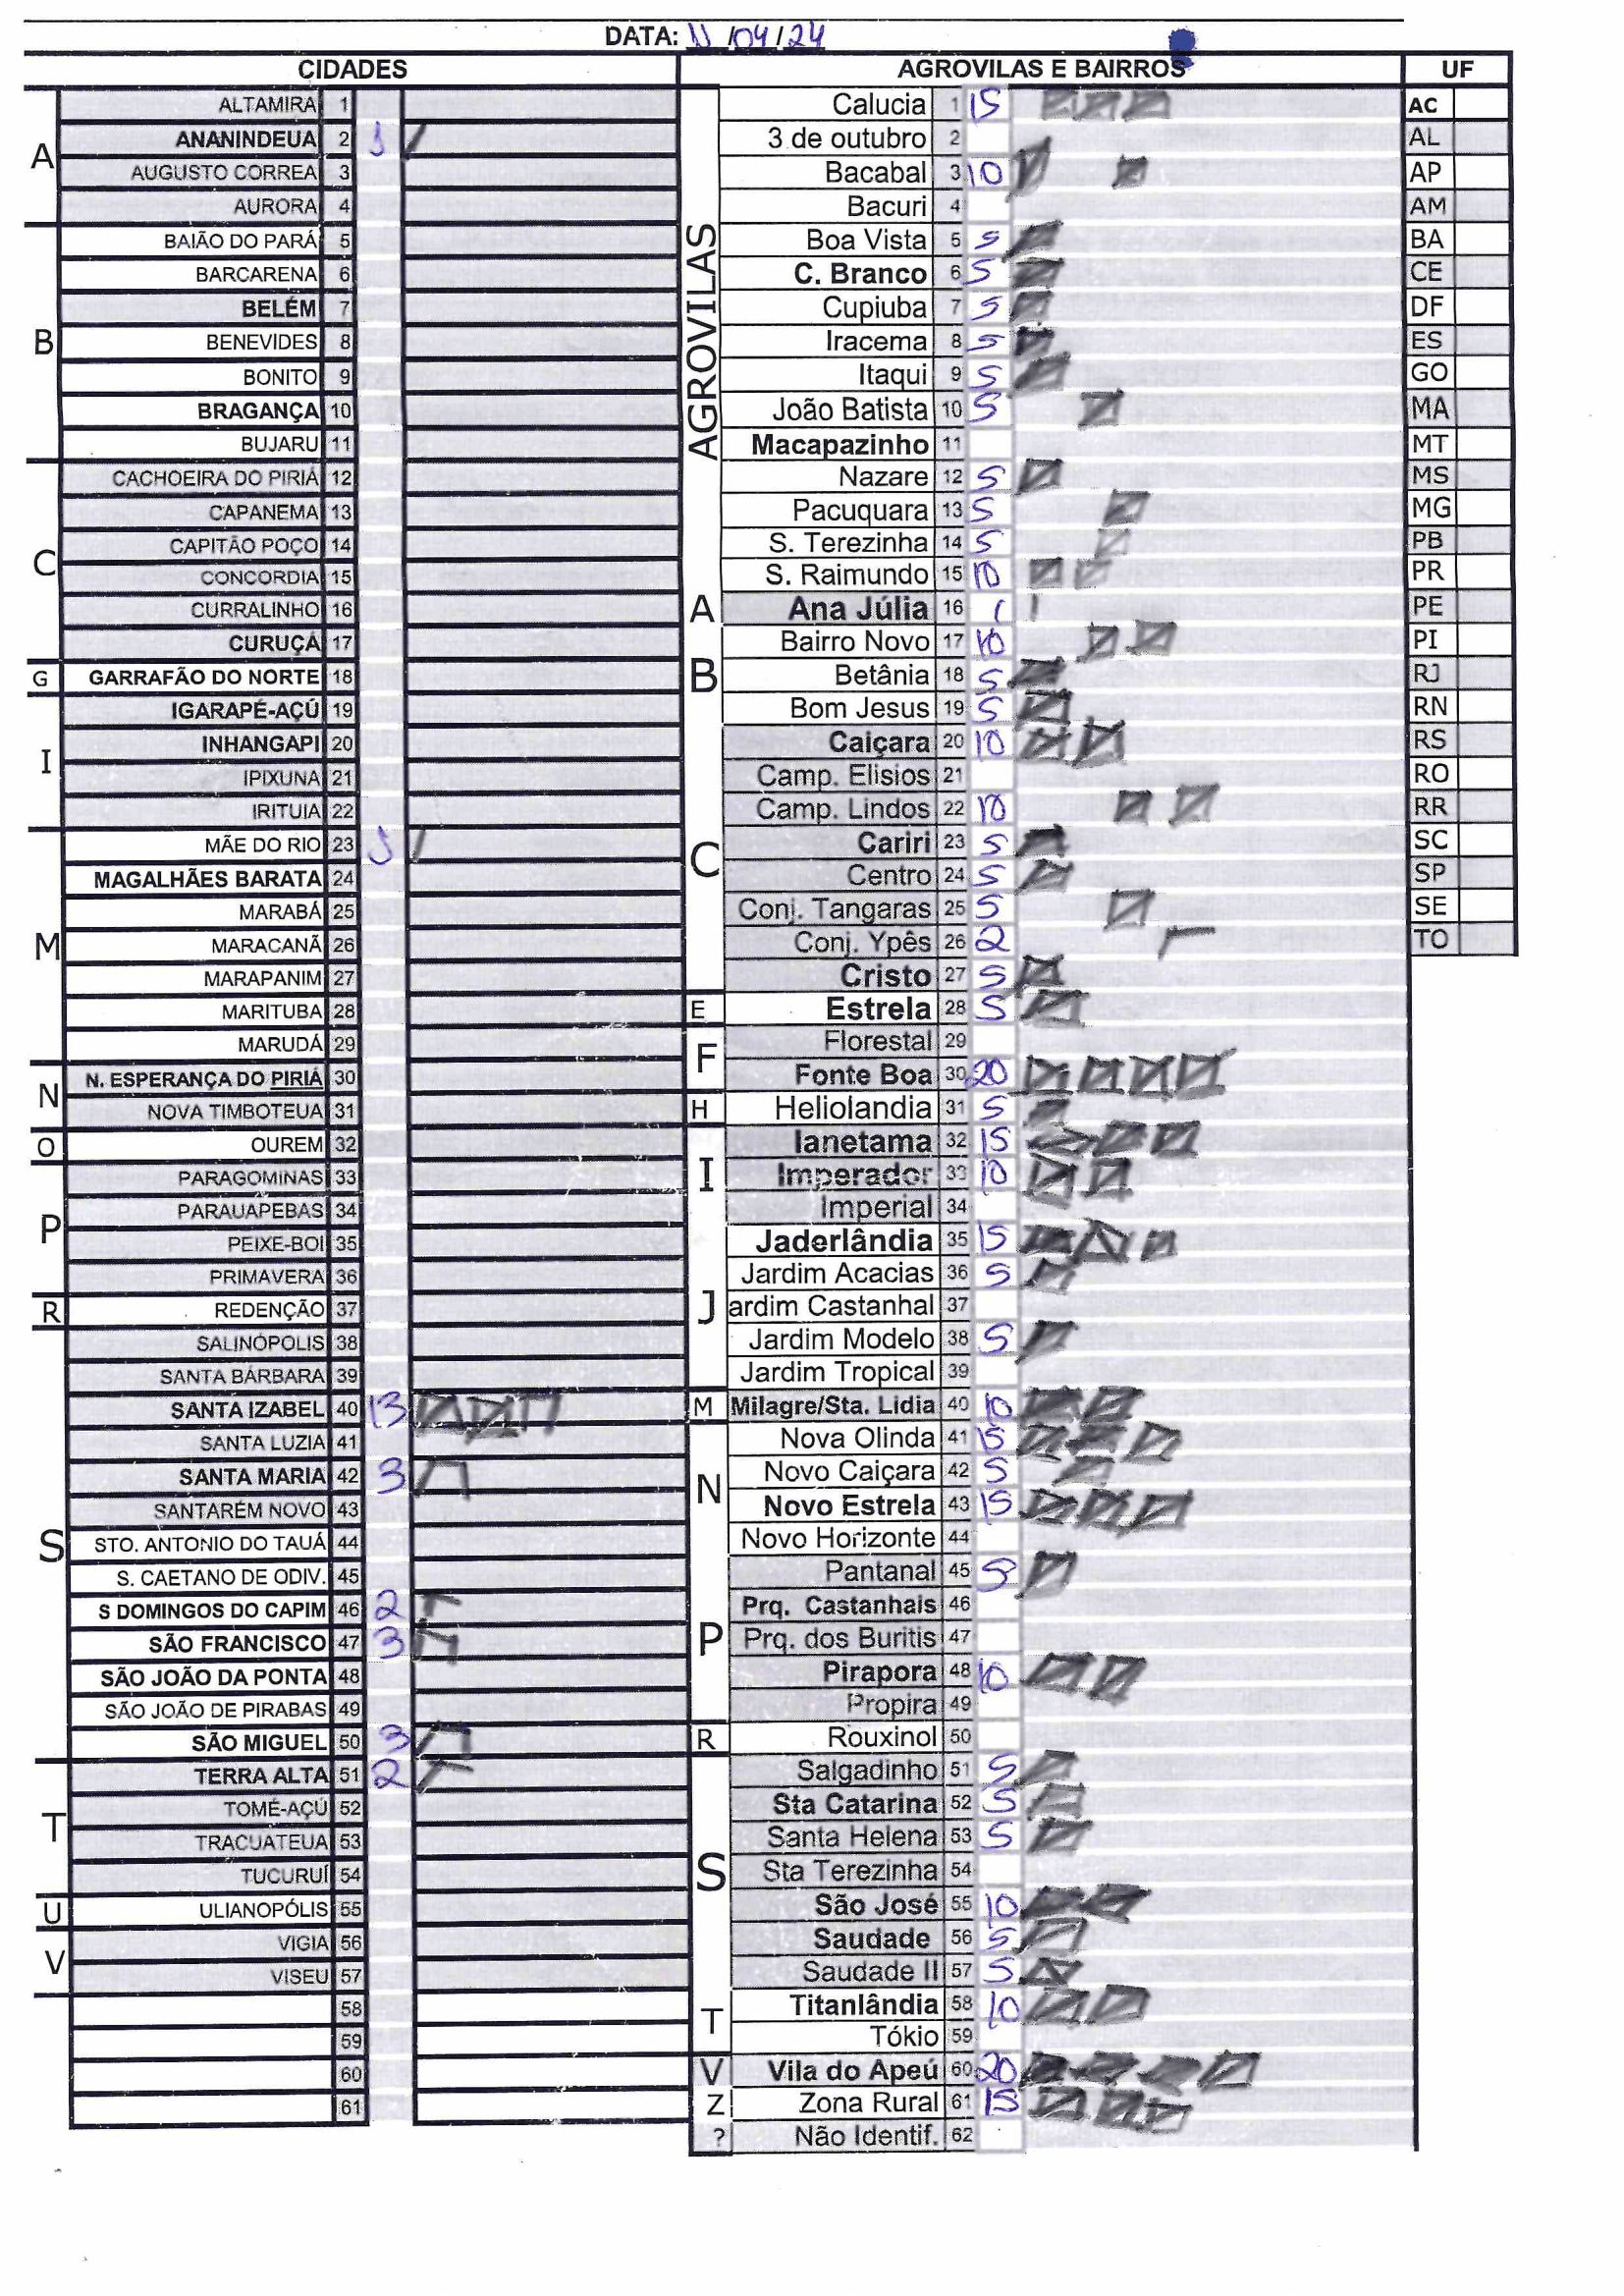 DATA: 11/04/24
CIDADES AGROVILAS E BAIRROS UF
A
ALTAMIRA 1
ANANINDEUA 2 1
AUGUSTO CORREA 3
AURORA 4
B
BAIÃO DO PARÁ 5
BARCARENA 6
BELÉM 7
BENEVIDES 8
BONITO 9
BRAGANÇA 10
BUJARU 11
C
CACHOEIRA DO PIRIÁ 12
CAPANEMA 13
CAPITÃO POÇO 14
CONCORDIA 15
CURRALINHO 16
CURUÇÁ 17
G
GARRAFÃO DO NORTE 18
I
IGARAPÉ-AÇÚ 19
INHANGAPI 20
IPIXUNA 21
IRITUIA 22
M
MÃE DO RIO 23 1
MAGALHÃES BARATA 24
MARABÁ 25
MARACANÃ 26
MARAPANIM 27
MARITUBA 28
MARUDÁ 29
N
N. ESPERANÇA DO PIRIÁ 30
NOVA TIMBOTEUA 31
O
OUREM 32
P
PARAGOMINAS 33
PARAUAPEBAS 34
PEIXE-BOI 35
PRIMAVERA 36
R
REDENÇÃO 37
S
SALINÓPOLIS 38
SANTA BÁRBARA 39
SANTA IZABEL 40 13
SANTA LUZIA 41
SANTA MARIA 42 3
SANTARÉM NOVO 43
STO. ANTONIO DO TAUÁ 44
S. CAETANO DE ODIV. 45
S DOMINGOS DO CAPIM 46 2
SÃO FRANCISCO 47 3
SÃO JOÃO DA PONTA 48
SÃO JOÃO DE PIRABAS 49
SÃO MIGUEL 50 3
T
TERRA ALTA 51 2
TOMÉ-AÇÚ 52
TRACUATEUA 53
TUCURUÍ 54
U
ULIANOPÓLIS 55
V
VIGIA 56
VISEU 57
58
59
60
61
AGROVILAS
Calucia 1 15
3 de outubro 2
Bacabal 3 10
Bacuri 4
Boa Vista 5 5
C. Branco 6 5
Cupiuba 7 5
Iracema 8 5
Itaqui 9 5
João Batista 10 5
Macapazinho 11
Nazare 12 5
Pacuquara 13 5
S. Terezinha 14 5
S. Raimundo 15 10
A
Ana Júlia 16 1
B
Bairro Novo 17 10
Betânia 18 5
Bom Jesus 19 5
C
Caiçara 20 10
Camp. Elisios 21
Camp. Lindos 22 10
Cariri 23 5
Centro 24 5
Conj. Tangaras 25 5
Conj. Ypês 26 2
Cristo 27 5
E
Estrela 28 5
F
Florestal 29
Fonte Boa 30 20
H
Heliolandia 31 5
I
Ianetama 32 15
Imperador 33 10
Imperial 34
J
Jaderlândia 35 15
Jardim Acacias 36 5
ardim Castanhal 37
Jardim Modelo 38 5
Jardim Tropical 39
M
Milagre/Sta. Lidia 40 10
N
Nova Olinda 41 15
Novo Caiçara 42 5
Novo Estrela 43 15
Novo Horizonte 44
P
Pantanal 45 5
Prq. Castanhais 46
Prq. dos Buritis 47
Pirapora 48 10
Propira 49
R
Rouxinol 50
S
Salgadinho 51 5
Sta Catarina 52 5
Santa Helena 53 5
Sta Terezinha 54
São José 55 10
Saudade 56 5
Saudade II 57 5
T
Titanlândia 58 10
Tókio 59
V
Vila do Apeú 60 20
Z
Zona Rural 61 15
?
Não Identif. 62
AC
AL
AP
AM
BA
CE
DF
ES
GO
MA
MT
MS
MG
PB
PR
PE
PI
RJ
RN
RS
RO
RR
SC
SP
SE
TO